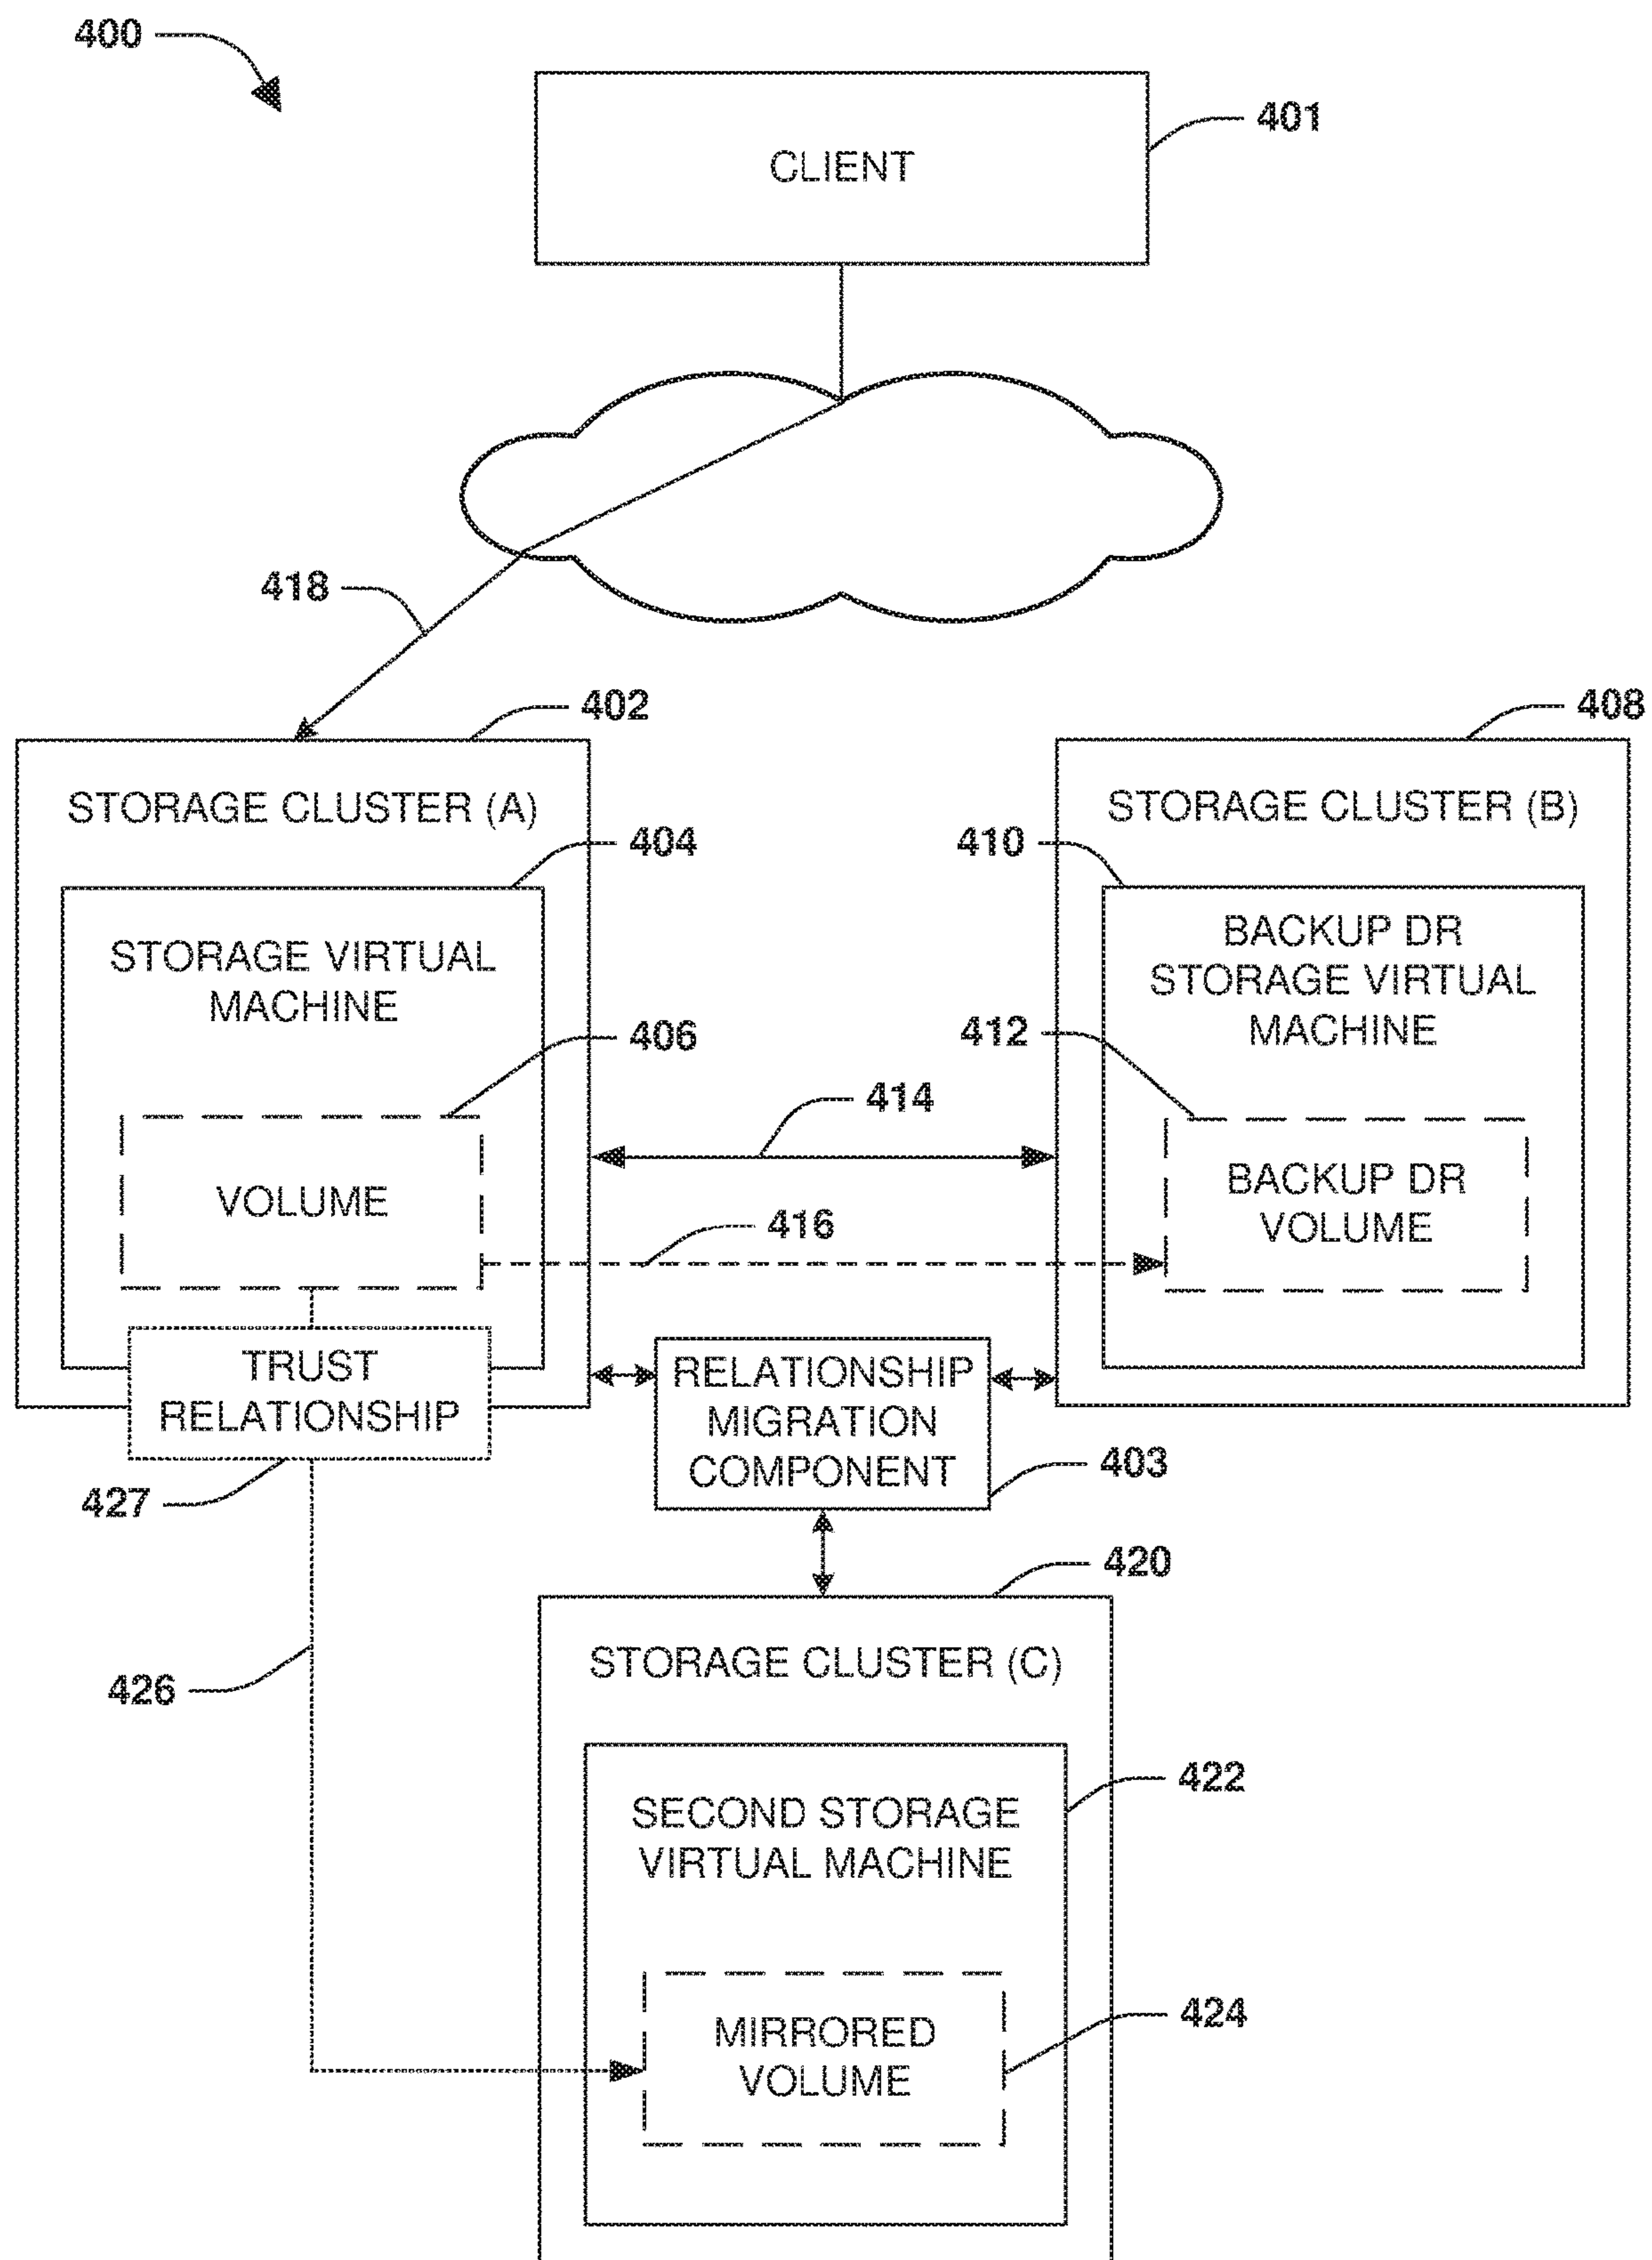 400
401
CLIENT
418
402
408
STORAGE CLUSTER (A)
STORAGE CLUSTER (B)
404
410
STORAGE VIRTUAL
MACHINE
BACKUP DR
STORAGE VIRTUAL
MACHINE
406
412
414
VOLUME
BACKUP DR
VOLUME
416
TRUST
RELATIONSHIP
RELATIONSHIP
MIGRATION
COMPONENT
403
427
420
STORAGE CLUSTER (C)
426
422
SECOND STORAGE
VIRTUAL MACHINE
424
MIRRORED
VOLUME